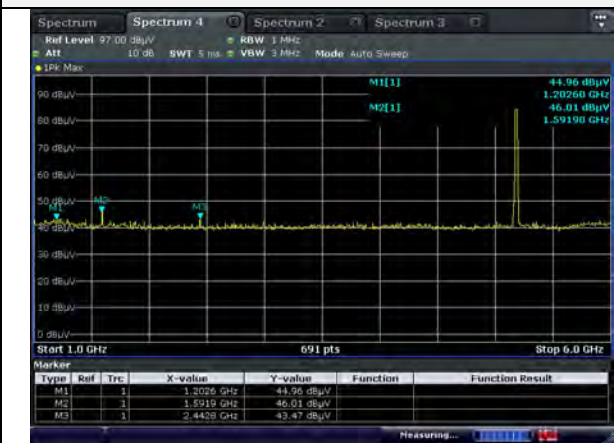 Spectrum Spectrum 4 Spectrum 2 Spectrum 3
Ref Level 97.00 dBµV RBW 1 MHz
Att 10 dB SWT 5 ms VBW 3 MHz Mode Auto Sweep
1Pk Max
M1[1] 44.96 dBµV
1.20260 GHz
M2[1] 46.01 dBµV
1.59190 GHz
90 dBµV
80 dBµV
70 dBµV
60 dBµV
50 dBµV
M1 M2 M3
40 dBµV
30 dBµV
20 dBµV
10 dBµV
0 dBµV
Start 1.0 GHz 691 pts Stop 6.0 GHz
Marker
Type Ref Trc X-value Y-value Function Function Result
M1 1 1.2026 GHz 44.96 dBµV
M2 1 1.5919 GHz 46.01 dBµV
M3 1 2.4428 GHz 43.47 dBµV
Measuring...